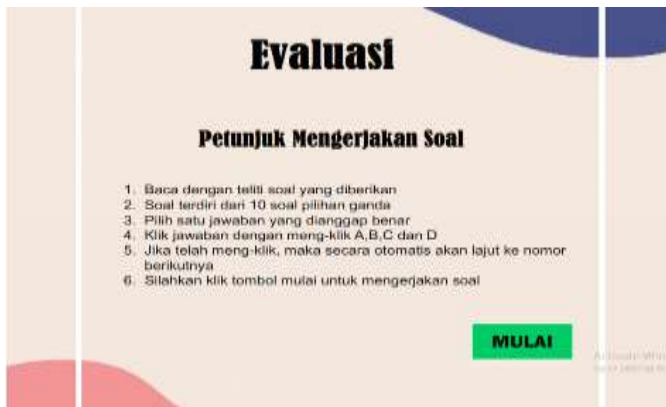 Evaluasi
Petunjuk Mengerjakan Soal
1. Baca dengan teliti soal yang diberikan
2. Soal terdiri dari 10 soal pilihan ganda
3. Pilih satu jawaban yang dianggap benar
4. Klik jawaban dengan meng-klik A,B,C dan D
5. Jika telah meng-klik, maka secara otomatis akan lajut ke nomor
berikutnya
6. Silahkan klik tombol mulai untuk mengerjakan soal
MULAI